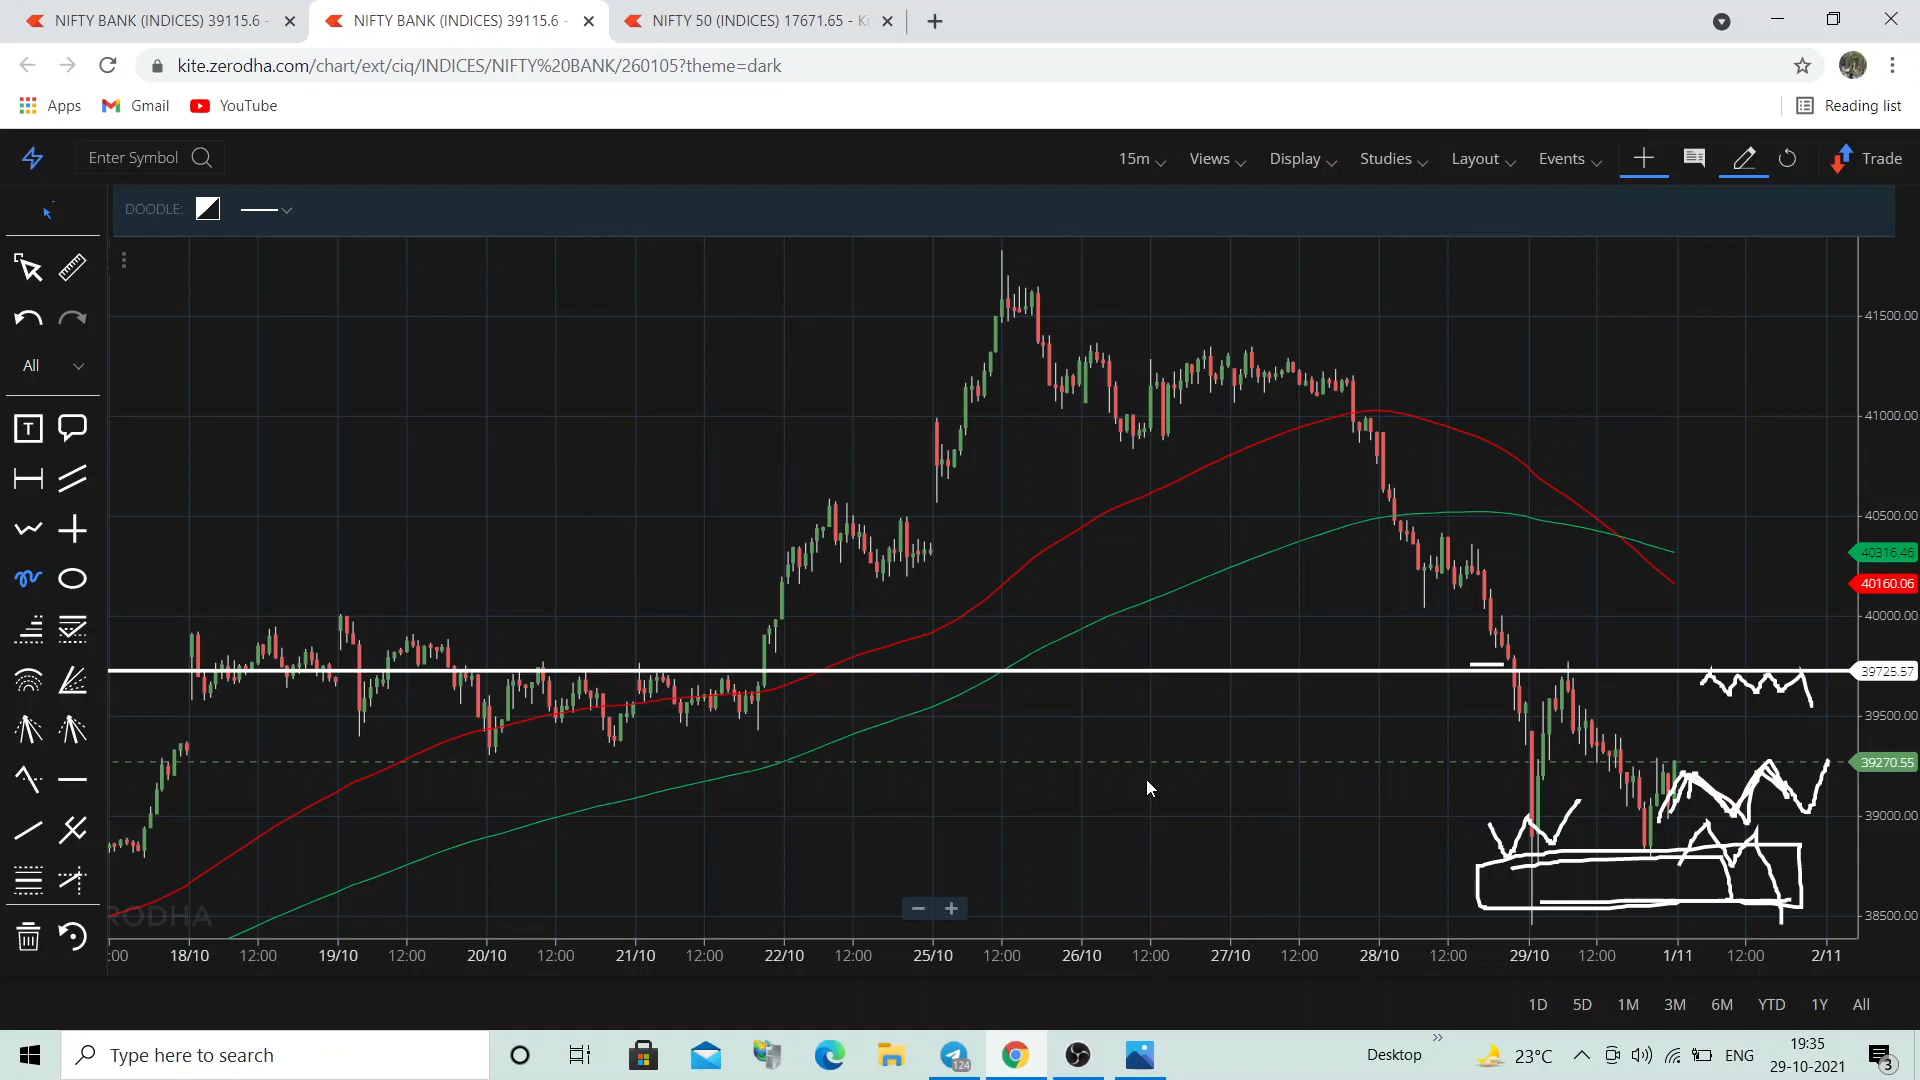 NIFTY BANK (INDICES) 39115.6 -
NIFTY BANK (INDICES) 39115.6 -
NIFTY 50 (INDICES) 17671.65 - Ki
kite.zerodha.com/chart/ext/ciq/INDICES/NIFTY%20BANK/260105?theme=dark
Apps Gmail YouTube Reading list
Enter Symbol 15m Views Display Studies Layout Events Trade
DOODLE:
All
T
41500.00
41000.00
40500.00
40316.46
40160.06
40000.00
39725.57
39500.00
39270.55
39000.00
38500.00
RODHA
:00 18/10 12:00 19/10 12:00 20/10 12:00 21/10 12:00 22/10 12:00 25/10 12:00 26/10 12:00 27/10 12:00 28/10 12:00 29/10 12:00 1/11 12:00 2/11
1D 5D 1M 3M 6M YTD 1Y All
Type here to search
124
Desktop
23°C
ENG
19:35
29-10-2021
3